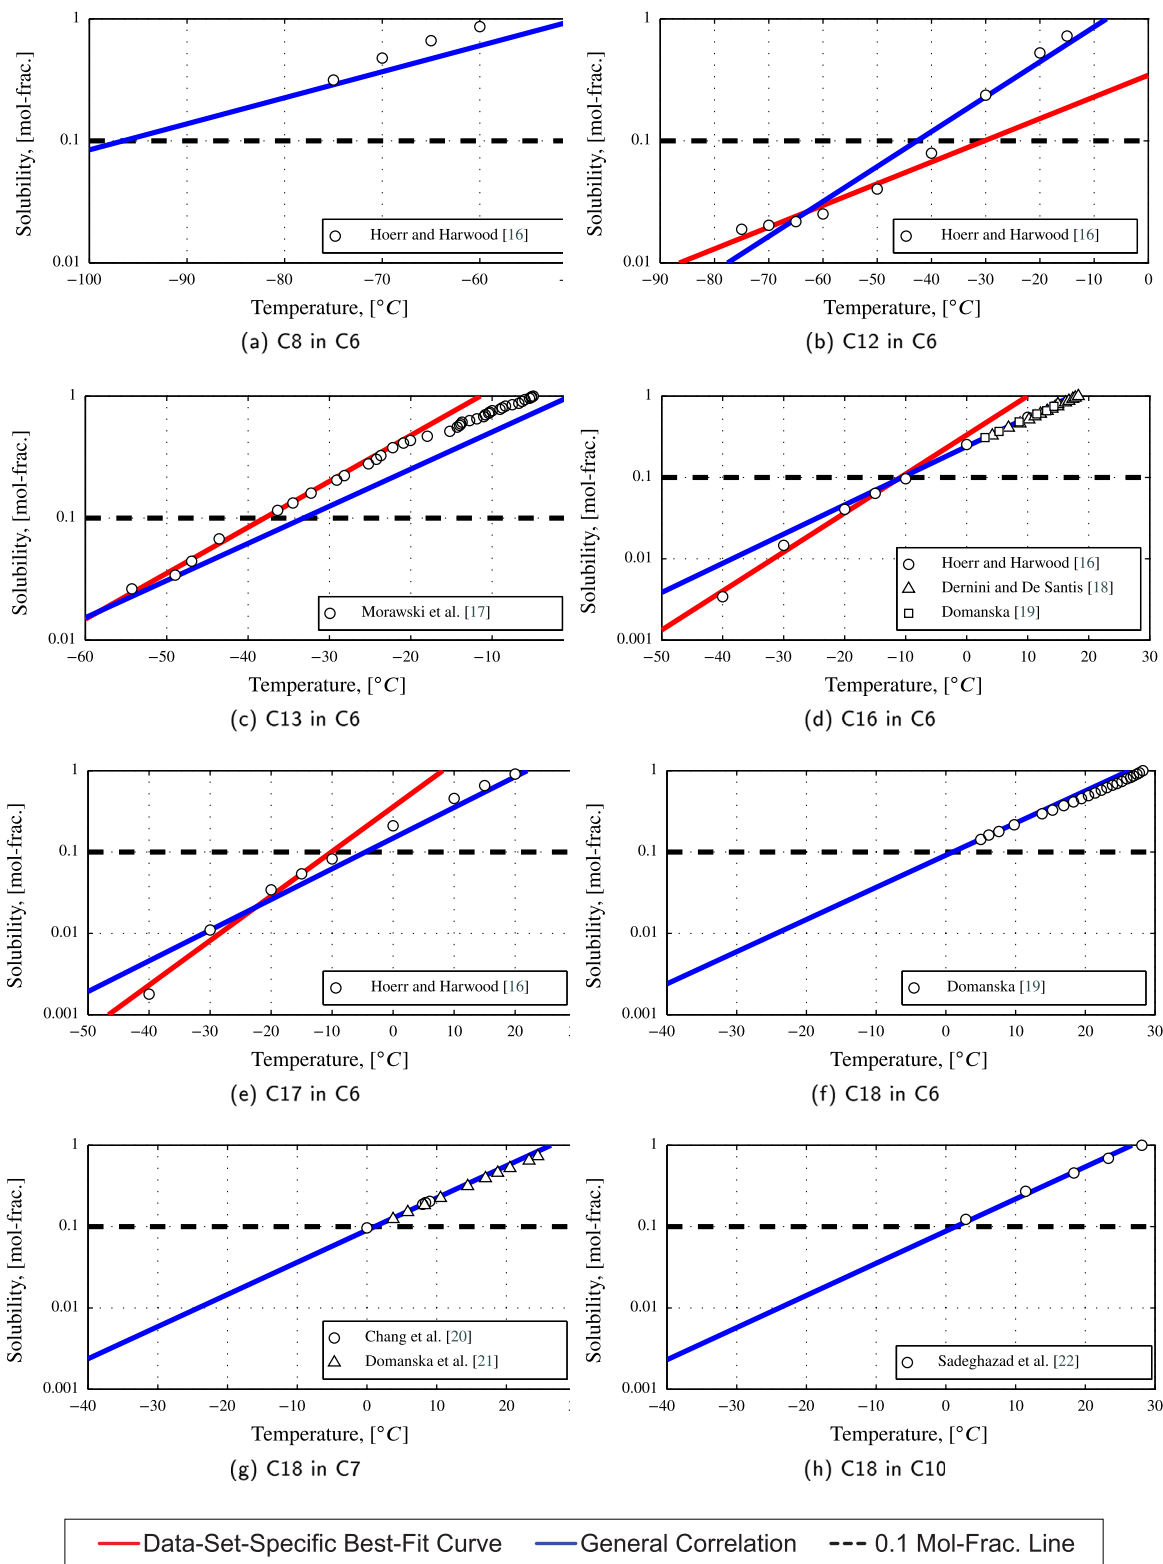 Solubility, [mol-frac.]
1
0.1
0.01
−100 −90 −80 −70 −60
Hoerr and Harwood [16]
Temperature, [°C]
(a) C8 in C6
Solubility, [mol-frac.]
1
0.1
0.01
−90 −80 −70 −60 −50 −40 −30 −20 −10 0
Hoerr and Harwood [16]
Temperature, [°C]
(b) C12 in C6
Solubility, [mol-frac.]
1
0.1
0.01
−60 −50 −40 −30 −20 −10
Morawski et al. [17]
Temperature, [°C]
(c) C13 in C6
Solubility, [mol-frac.]
1
0.1
0.01
0.001
−50 −40 −30 −20 −10 0 10 20 30
Hoerr and Harwood [16]
Dernini and De Santis [18]
Domanska [19]
Temperature, [°C]
(d) C16 in C6
Solubility, [mol-frac.]
1
0.1
0.01
0.001
−50 −40 −30 −20 −10 0 10 20
Hoerr and Harwood [16]
Temperature, [°C]
(e) C17 in C6
Solubility, [mol-frac.]
1
0.1
0.01
0.001
−40 −30 −20 −10 0 10 20 30
Domanska [19]
Temperature, [°C]
(f) C18 in C6
Solubility, [mol-frac.]
1
0.1
0.01
0.001
−40 −30 −20 −10 0 10 20
Chang et al. [20]
Domanska et al. [21]
Temperature, [°C]
(g) C18 in C7
Solubility, [mol-frac.]
1
0.1
0.01
0.001
−40 −30 −20 −10 0 10 20 30
Sadeghazad et al. [22]
Temperature, [°C]
(h) C18 in C10
Data-Set-Specific Best-Fit Curve General Correlation 0.1 Mol-Frac. Line